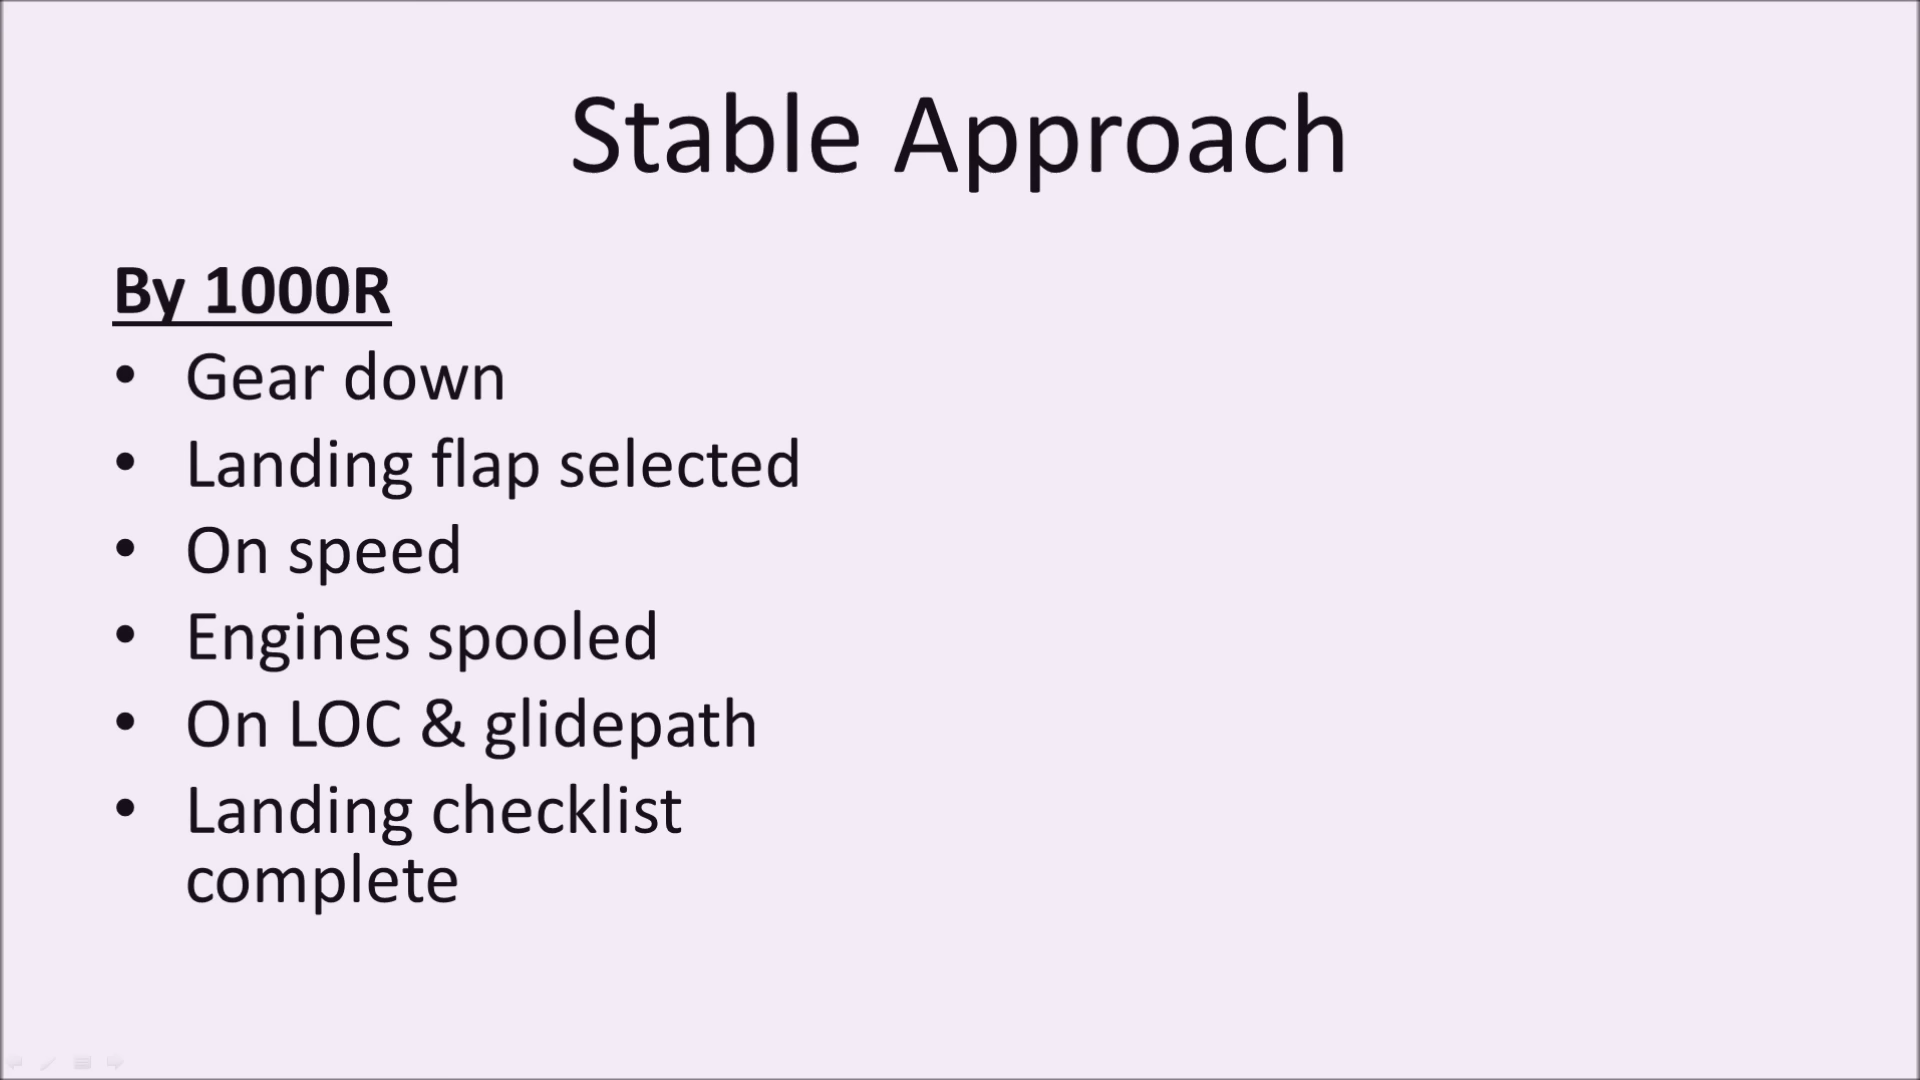 Stable Approach
By 1000R
• Gear down
• Landing flap selected
• On speed
• Engines spooled
• On LOC & glidepath
• Landing checklist
complete